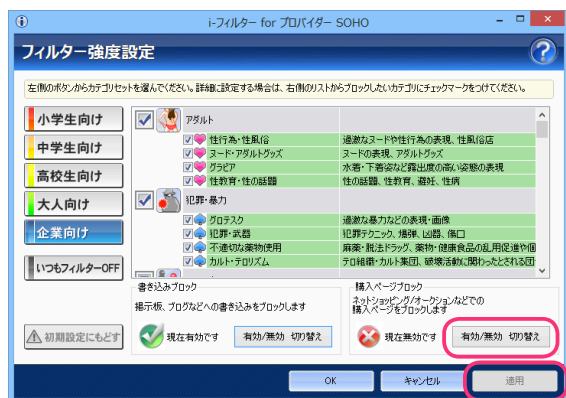 i-フィルター for プロバイダー SOHO
フィルター強度設定
左側のボタンからカテゴリセットを選んでください。詳細に設定する場合は、右側のリストからブロックしたいカテゴリにチェックマークをつけてください。
小学生向け
中学生向け
高校生向け
大人向け
企業向け
いつもフィルターOFF
初期設定にもどす
アダルト
性行為・性風俗 過激なヌードや性行為の表現、性風俗店
ヌード・アダルトグッズ ヌードの表現、アダルトグッズ
グラビア 水着・下着姿など露出度の高い姿態の表現
性教育・性の話題 性の話題、性教育、避妊、性病
犯罪・暴力
グロテスク 過激な暴力などの表現・画像
犯罪・武器 犯罪テクニック、爆弾、凶器、傷口
不適切な薬物使用 麻薬・脱法ドラッグ、薬物・健康食品の乱用促進や個
カルト・テロリズム テロ組織・カルト集団、破壊活動に関わったとされる団
書き込みブロック
掲示板、ブログなどへの書き込みをブロックします
現在有効です 有効/無効 切り替え
購入ページブロック
ネットショッピング/オークションなどでの
購入ページをブロックします
現在無効です 有効/無効 切り替え
OK キャンセル 適用